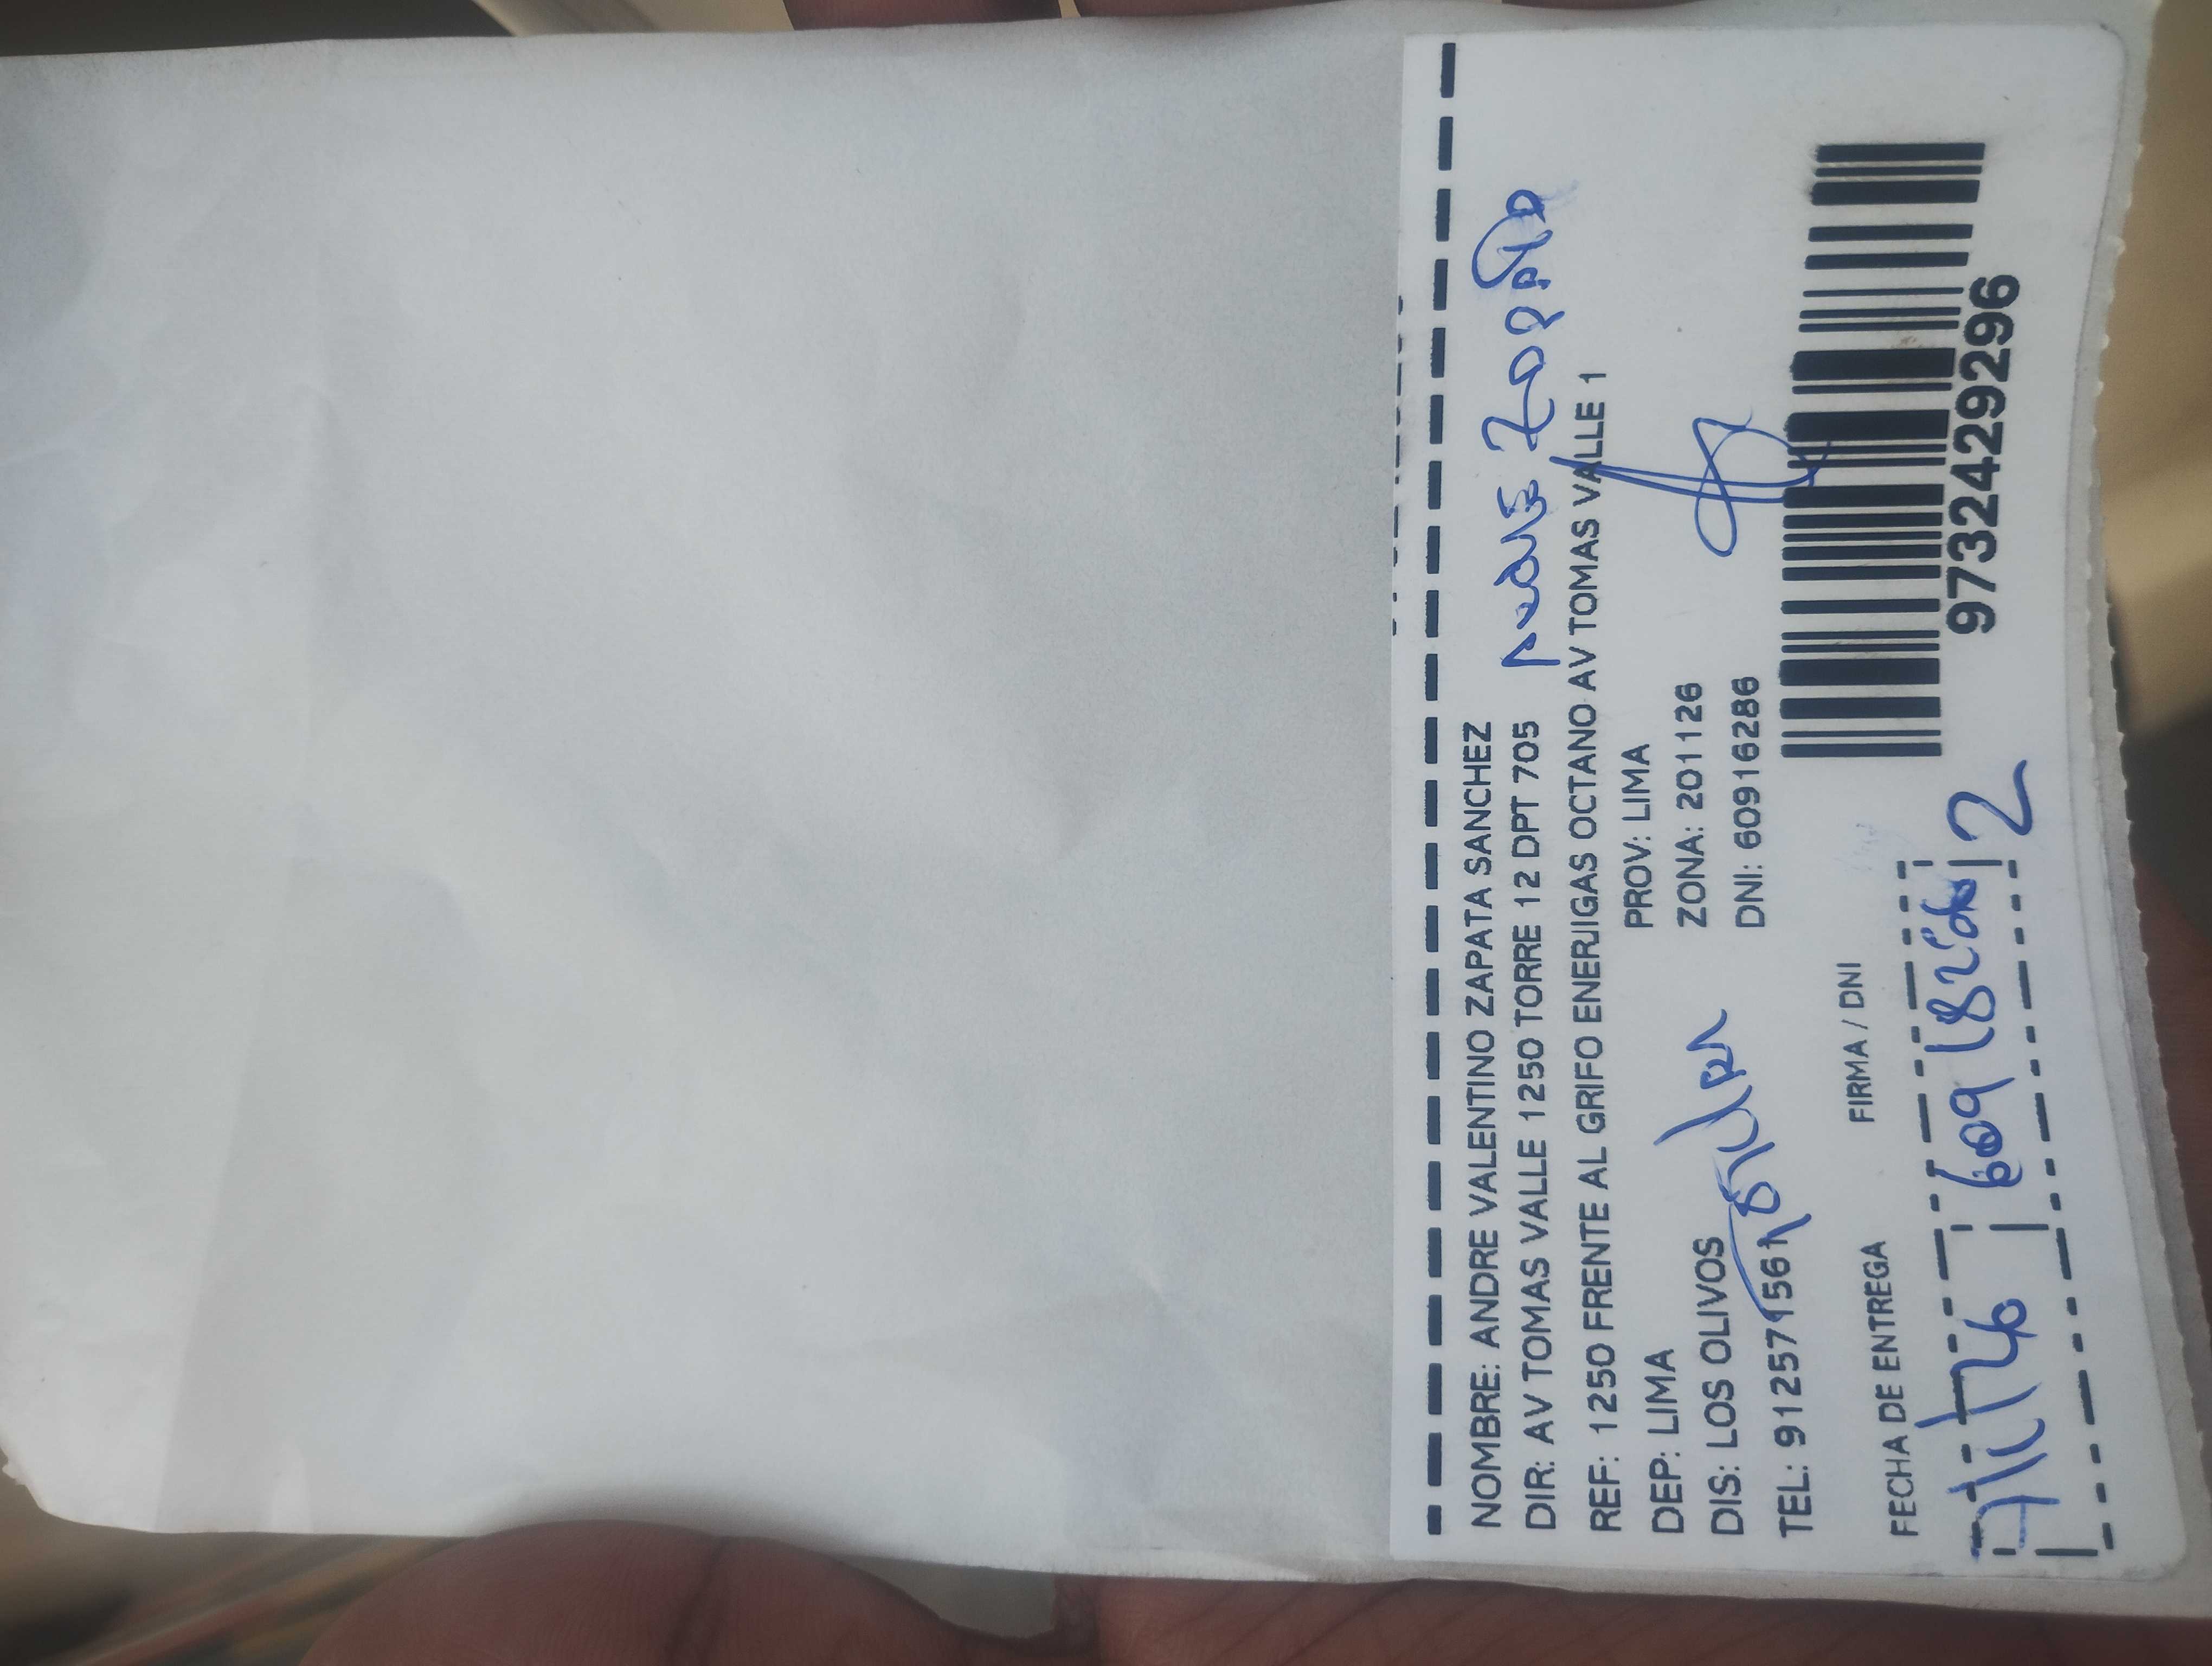 NOMBRE: ANDRE VALENTINO ZAPATA SANCHEZ
DIR: AV TOMAS VALLE 1250 TORRE 12 DPT 705
REF: 1250 FRENTE AL GRIFO ENERJIGAS OCTANO AV TOMAS VALLE 1
DEP: LIMA PROV: LIMA
DIS: LOS OLIVOS ZONA: 201126
TEL: 912571561 DNI: 60916286
FECHA DE ENTREGA FIRMA / DNI
9732429296